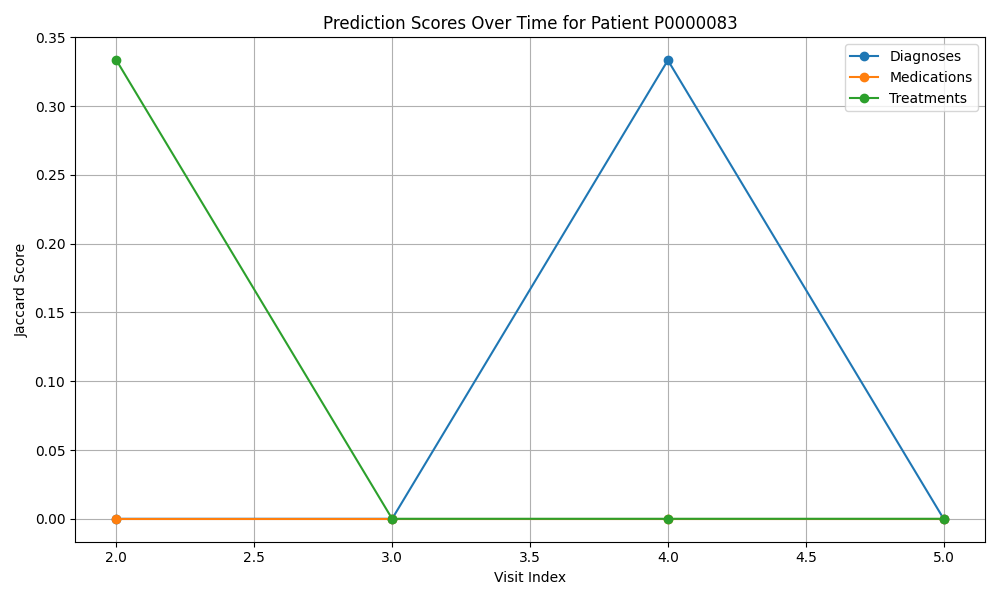 Prediction Scores Over Time for Patient P0000083
Diagnoses
Medications
Treatments
Jaccard Score
0.35
0.30
0.25
0.20
0.15
0.10
0.05
0.00
2.0 2.5 3.0 3.5 4.0 4.5 5.0
Visit Index